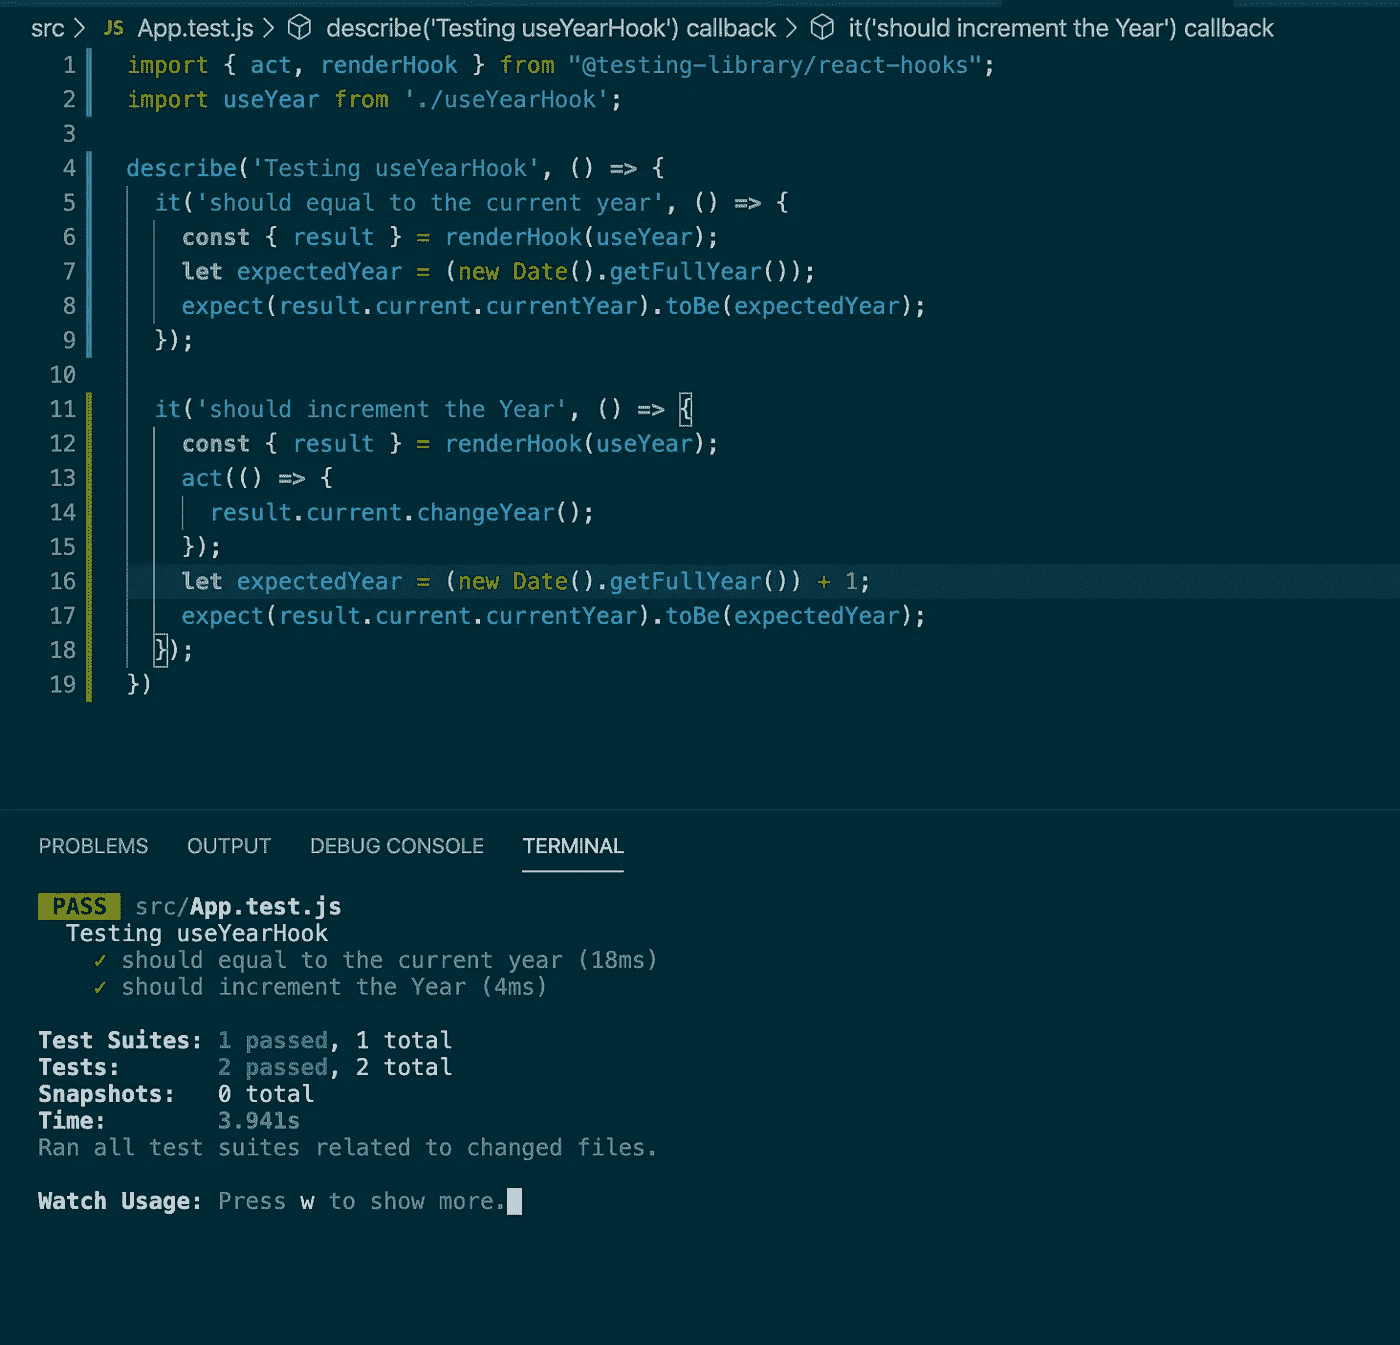 src > JS App.test.js > describe('Testing useYearHook') callback > it('should increment the Year') callback
1 import { act, renderHook } from "@testing-library/react-hooks";
2 import useYear from './useYearHook';
3
4 describe('Testing useYearHook', () => {
5 it('should equal to the current year', () => {
6 const { result } = renderHook(useYear);
7 let expectedYear = (new Date().getFullYear());
8 expect(result.current.currentYear).toBe(expectedYear);
9 });
10
11 it('should increment the Year', () => {
12 const { result } = renderHook(useYear);
13 act(() => {
14 result.current.changeYear();
15 });
16 let expectedYear = (new Date().getFullYear()) + 1;
17 expect(result.current.currentYear).toBe(expectedYear);
18 });
19 })
PROBLEMS OUTPUT DEBUG CONSOLE TERMINAL
PASS src/App.test.js
Testing useYearHook
✓ should equal to the current year (18ms)
✓ should increment the Year (4ms)
Test Suites: 1 passed, 1 total
Tests: 2 passed, 2 total
Snapshots: 0 total
Time: 3.941s
Ran all test suites related to changed files.
Watch Usage: Press w to show more.